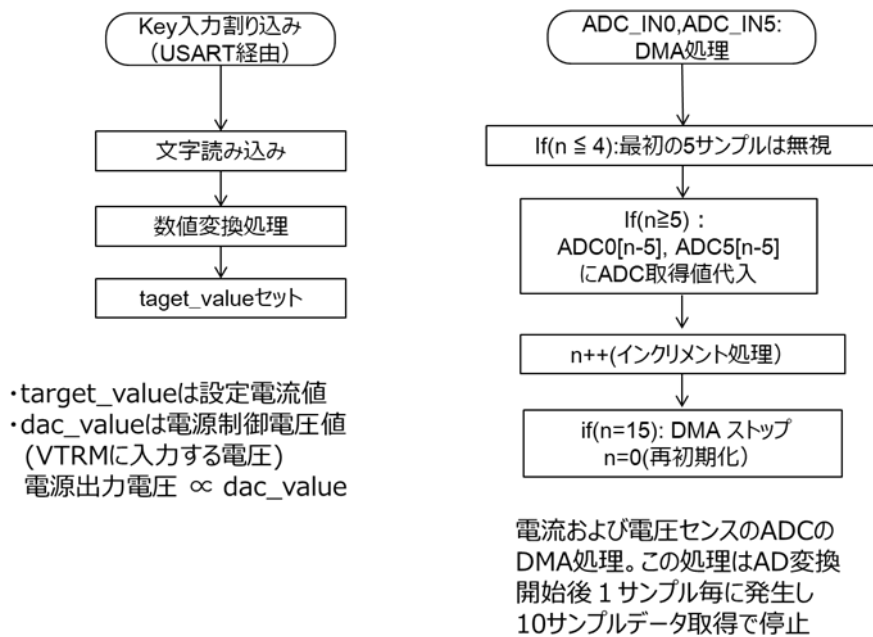 Key入力割り込み
（USART経由）
文字読み込み
数値変換処理
taget_valueセット
・target_valueは設定電流値
・dac_valueは電源制御電圧値
(VTRMに入力する電圧)
電源出力電圧 ∝ dac_value
ADC_IN0,ADC_IN5:
DMA処理
If(n ≦ 4):最初の5サンプルは無視
If(n≧5) :
ADC0[n-5], ADC5[n-5]
にADC取得値代入
n++(インクリメント処理）
if(n=15): DMA ストップ
n=0(再初期化）
電流および電圧センスのADCの
DMA処理。この処理はAD変換
開始後１サンプル毎に発生し
10サンプルデータ取得で停止